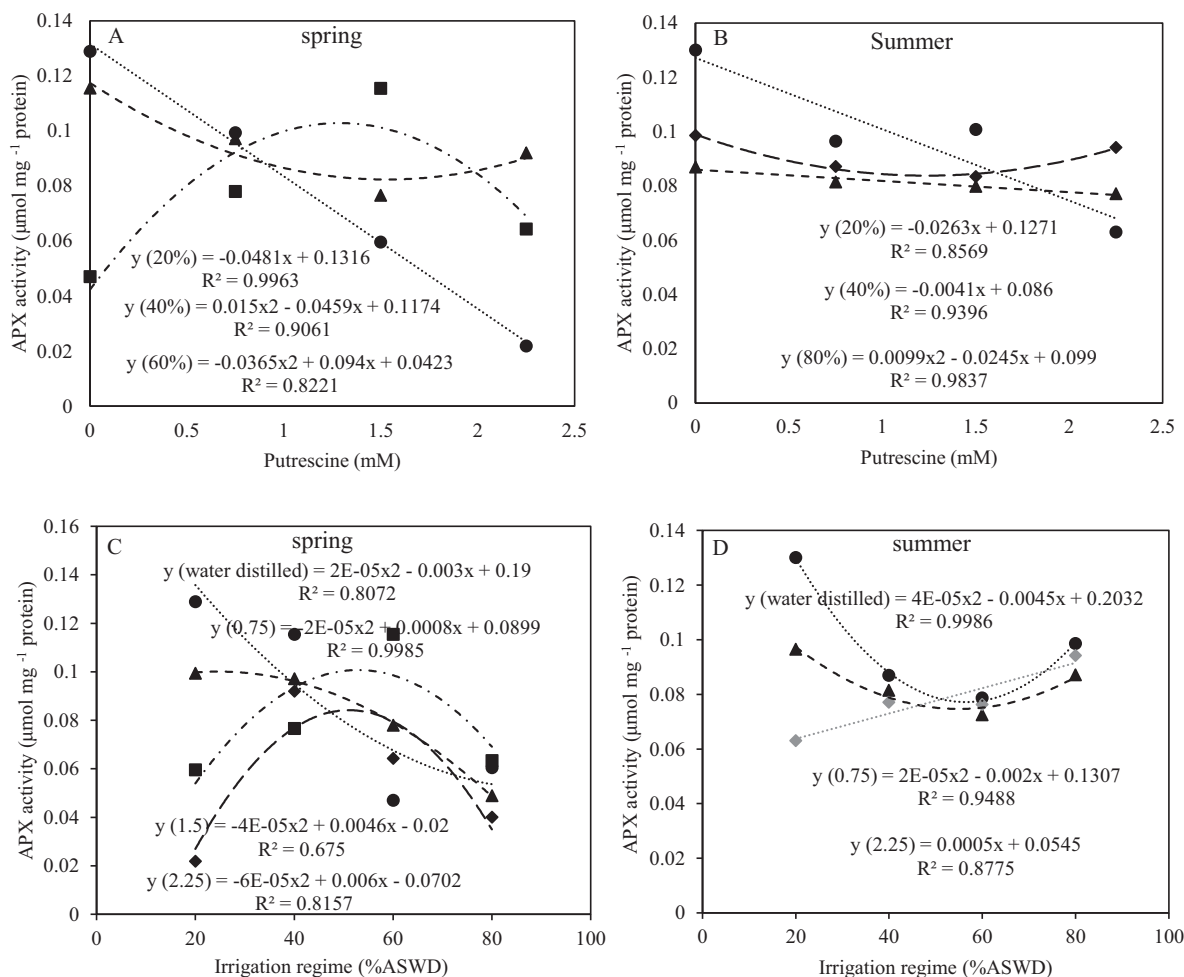 A
spring
APX activity (µmol mg ⁻¹ protein)
0.14
0.12
0.1
0.08
0.06
0.04
0.02
0
y (20%) = -0.0481x + 0.1316
R² = 0.9963
y (40%) = 0.015x2 - 0.0459x + 0.1174
R² = 0.9061
y (60%) = -0.0365x2 + 0.094x + 0.0423
R² = 0.8221
0 0.5 1 1.5 2 2.5
Putrescine (mM)
B
Summer
APX activity (µmol mg ⁻¹ protein)
0.14
0.12
0.1
0.08
0.06
0.04
0.02
0
y (20%) = -0.0263x + 0.1271
R² = 0.8569
y (40%) = -0.0041x + 0.086
R² = 0.9396
y (80%) = 0.0099x2 - 0.0245x + 0.099
R² = 0.9837
0 0.5 1 1.5 2 2.5
Putrescine (mM)
C
spring
APX activity (µmol mg ⁻¹ protein)
0.16
0.14
0.12
0.1
0.08
0.06
0.04
0.02
0
y (water distilled) = 2E-05x2 - 0.003x + 0.19
R² = 0.8072
y (0.75) = -2E-05x2 + 0.0008x + 0.0899
R² = 0.9985
y (1.5) = -4E-05x2 + 0.0046x - 0.02
R² = 0.675
y (2.25) = -6E-05x2 + 0.006x - 0.0702
R² = 0.8157
0 20 40 60 80 100
Irrigation regime (%ASWD)
D
summer
APX activity (µmol mg ⁻¹ protein)
0.14
0.12
0.1
0.08
0.06
0.04
0.02
0
y (water distilled) = 4E-05x2 - 0.0045x + 0.2032
R² = 0.9986
y (0.75) = 2E-05x2 - 0.002x + 0.1307
R² = 0.9488
y (2.25) = 0.0005x + 0.0545
R² = 0.8775
0 20 40 60 80 100
Irrigation regime (%ASWD)